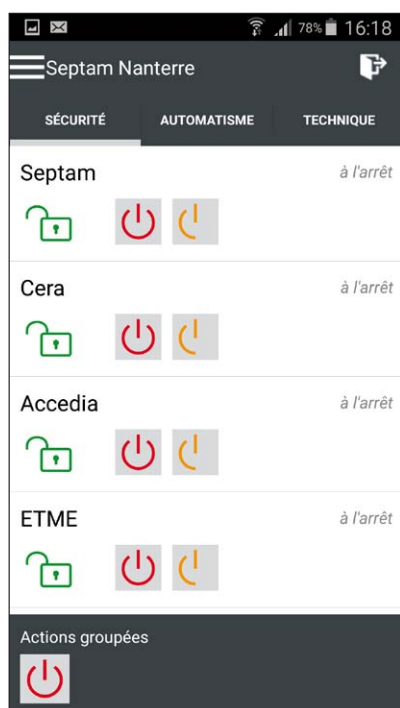 78% 16:18
Septam Nanterre
SÉCURITÉ AUTOMATISME TECHNIQUE
Septam à l'arrêt
Cera à l'arrêt
Accedia à l'arrêt
ETME à l'arrêt
Actions groupées